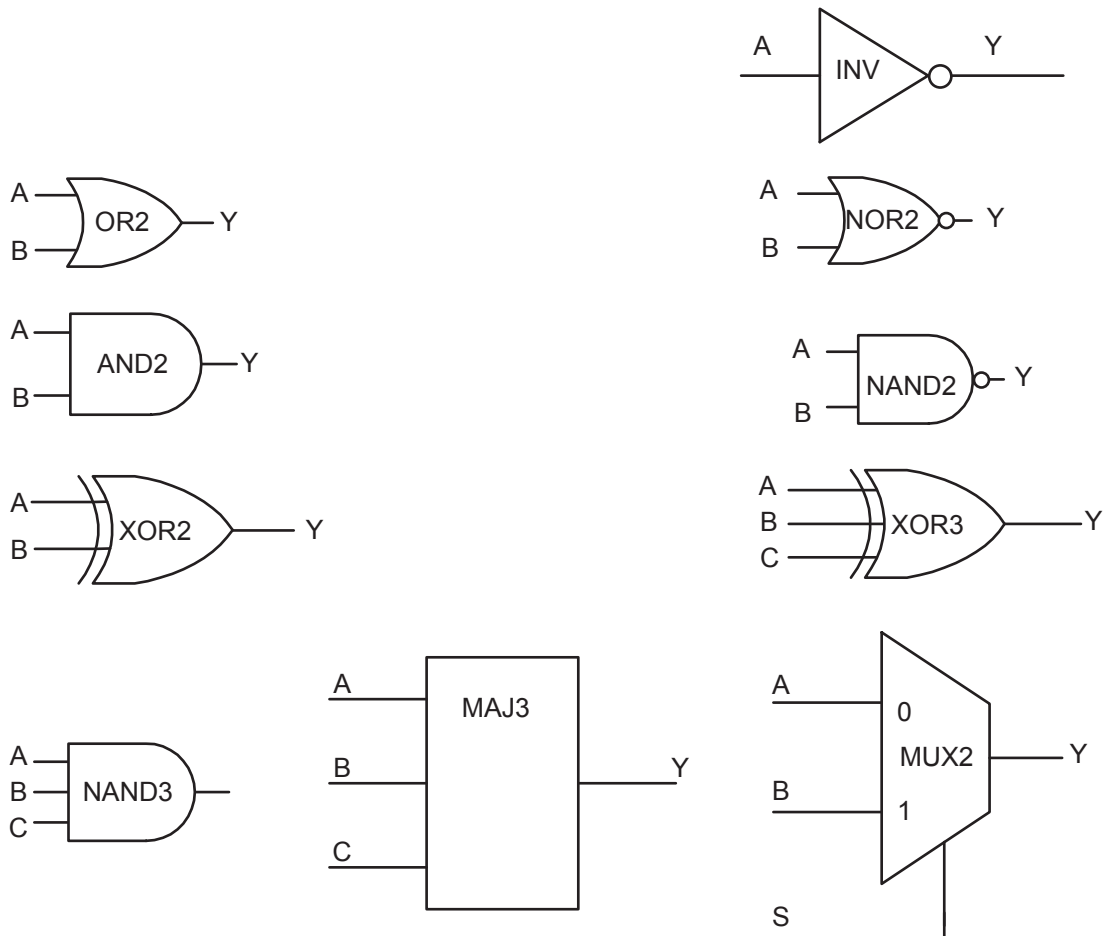 A INV Y
A OR2 Y
B
A NOR2 Y
B
A AND2 Y
B
A NAND2 Y
B
A XOR2 Y
B
A XOR3 Y
B
C
A
B NAND3
C
A MAJ3
B Y
C
A 0
MUX2 Y
B 1
S